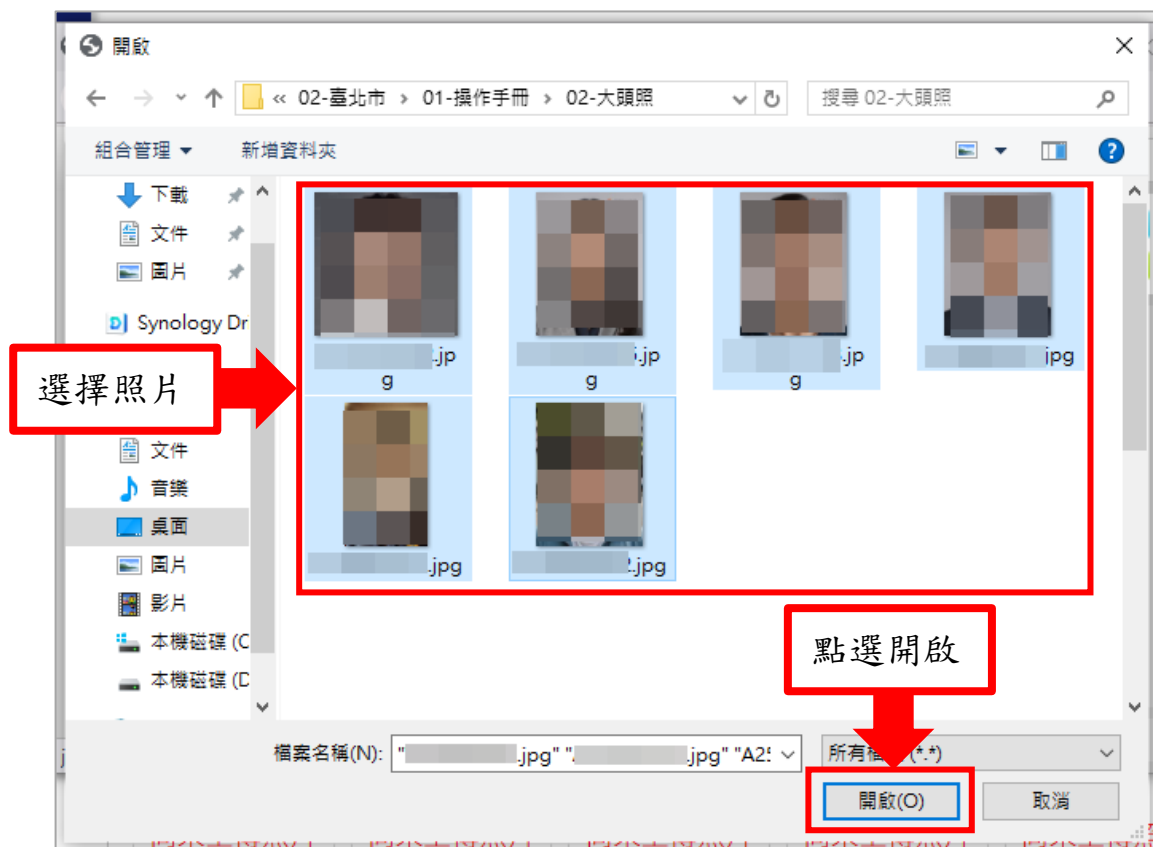 開啟
« 02-臺北市 › 01-操作手冊 › 02-大頭照
搜尋 02-大頭照
組合管理
新增資料夾
下載
文件
圖片
Synology Dr
選擇照片
文件
音樂
桌面
圖片
影片
本機磁碟 (C
本機磁碟 (D
.jp
g
.jp
g
.jp
g
jpg
.jpg
.jpg
點選開啟
檔案名稱(N):
" .jpg" " .jpg" "A25
所有檔 (*.*)
開啟(O)
取消